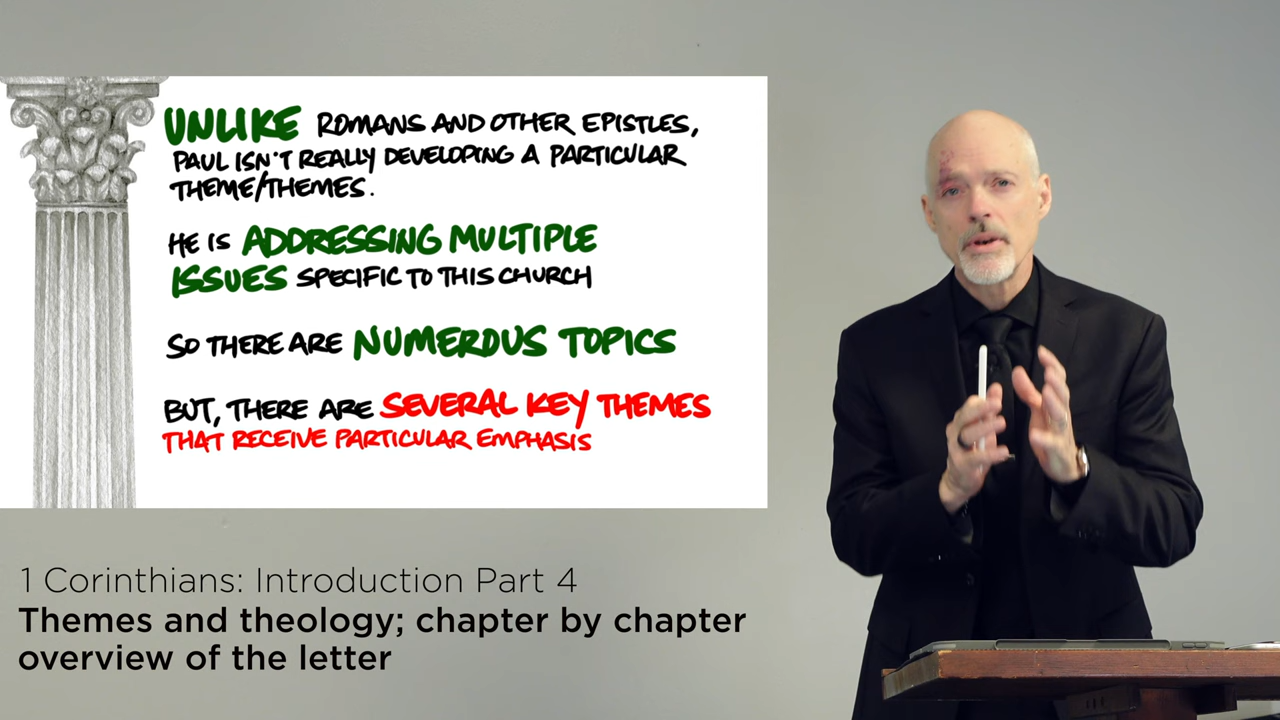 UNLIKE ROMANS AND OTHER EPISTLES,
PAUL ISN'T REALLY DEVELOPING A PARTICULAR
THEME/THEMES.
HE IS ADDRESSING MULTIPLE
ISSUES SPECIFIC TO THIS CHURCH
SO THERE ARE NUMEROUS TOPICS
BUT, THERE ARE SEVERAL KEY THEMES
THAT RECEIVE PARTICULAR EMPHASIS
1 Corinthians: Introduction Part 4
Themes and theology; chapter by chapter
overview of the letter